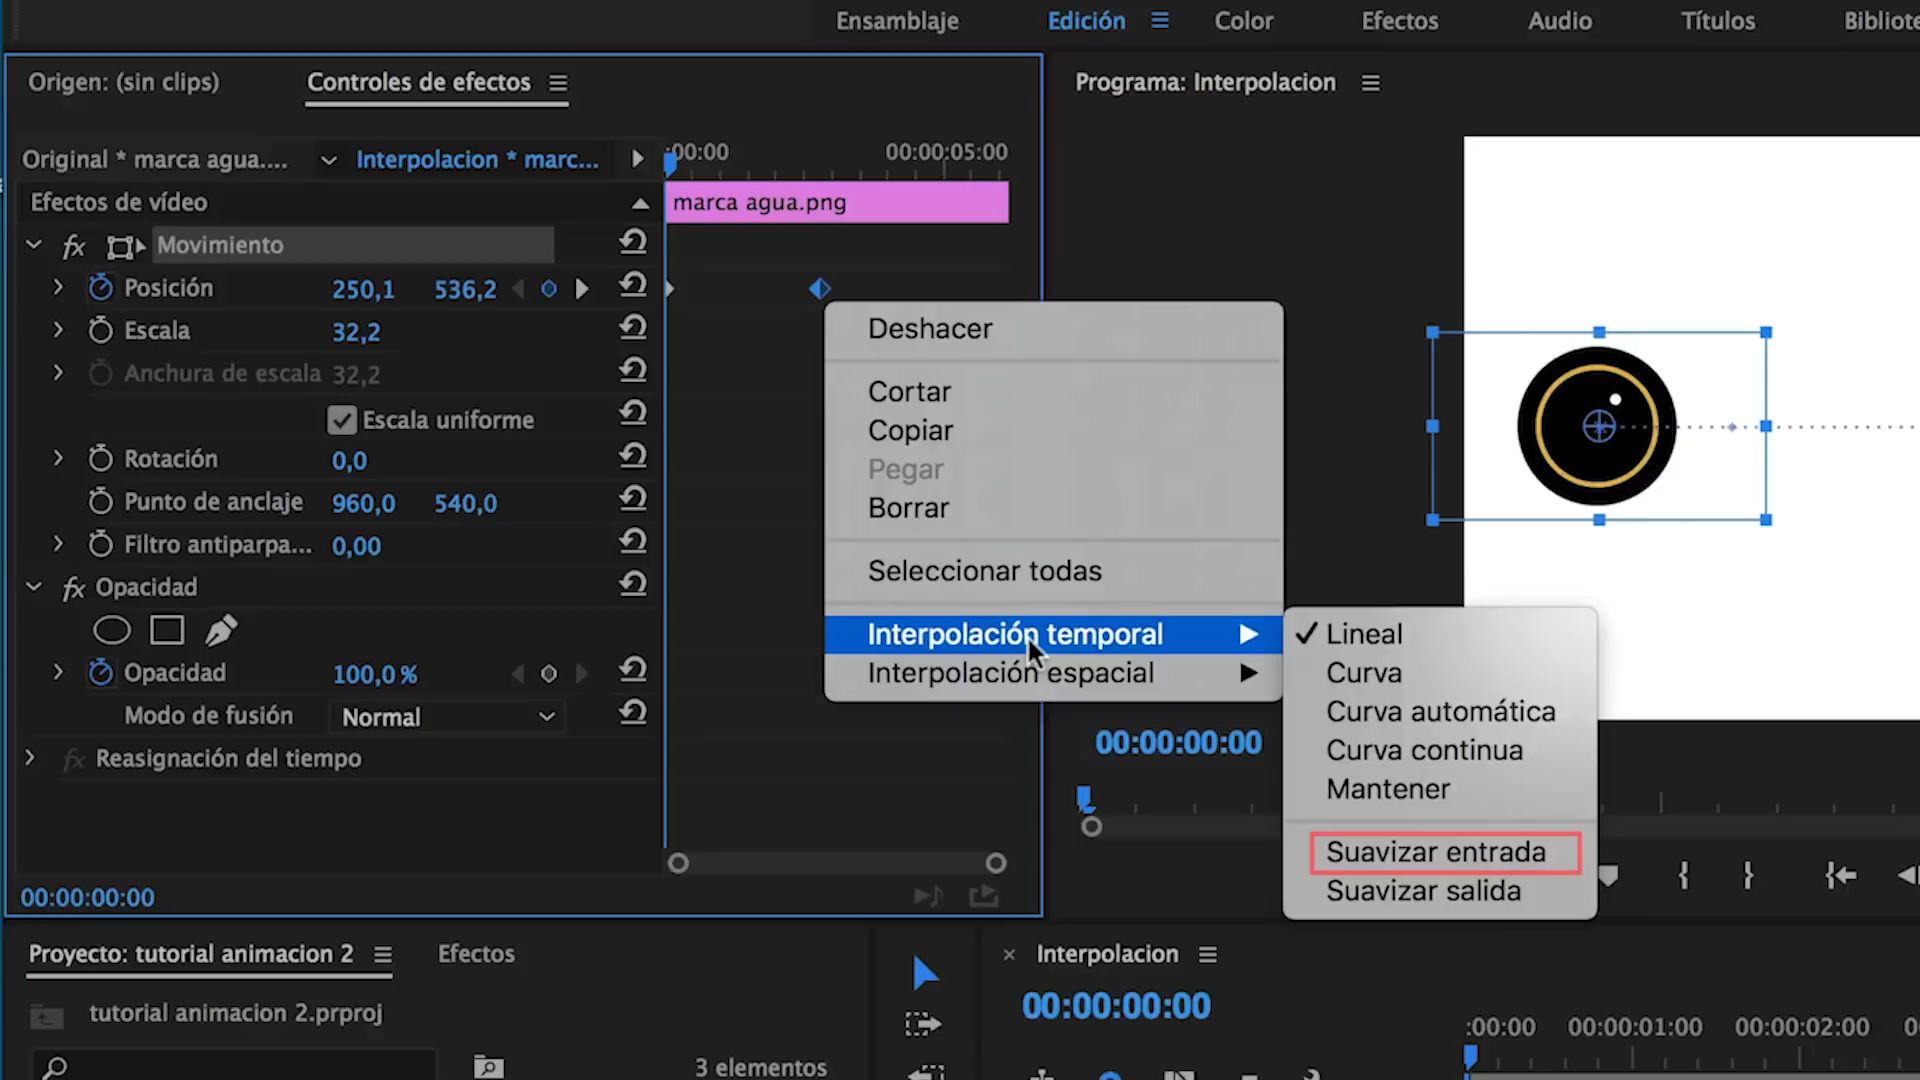 Ensamblaje
Edición
Color
Efectos
Audio
Títulos
Origen: (sin clips)
Controles de efectos
Programa: Interpolacion
Original * marca agua....
Interpolacion * marc...
:00:00
00:00:05:00
Efectos de vídeo
marca agua.png
fx Movimiento
Posición 250,1 536,2
Escala 32,2
Anchura de escala 32,2
Escala uniforme
Rotación 0,0
Punto de anclaje 960,0 540,0
Filtro antiparpa... 0,00
fx Opacidad
Opacidad 100,0 %
Modo de fusión Normal
fx Reasignación del tiempo
00:00:00:00
Deshacer
Cortar
Copiar
Pegar
Borrar
Seleccionar todas
Interpolación temporal
Interpolación espacial
Lineal
Curva
Curva automática
Curva continua
Mantener
Suavizar entrada
Suavizar salida
00:00:00:00
Proyecto: tutorial animacion 2
Efectos
tutorial animacion 2.prproj
3 elementos
Interpolacion
00:00:00:00
:00:00
00:00:01:00
00:00:02:00